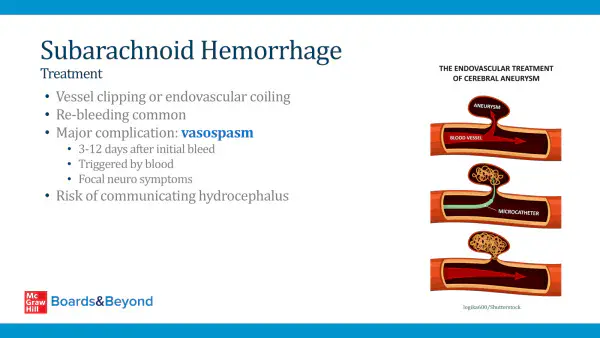 Subarachnoid Hemorrhage
Treatment
• Vessel clipping or endovascular coiling
• Re-bleeding common
• Major complication: vasospasm
• 3-12 days after initial bleed
• Triggered by blood
• Focal neuro symptoms
• Risk of communicating hydrocephalus
THE ENDOVASCULAR TREATMENT
OF CEREBRAL ANEURYSM
ANEURYSM
BLOOD VESSEL
MICROCATHETER
logika600/Shutterstock
Mc
Graw
Hill
Boards&Beyond